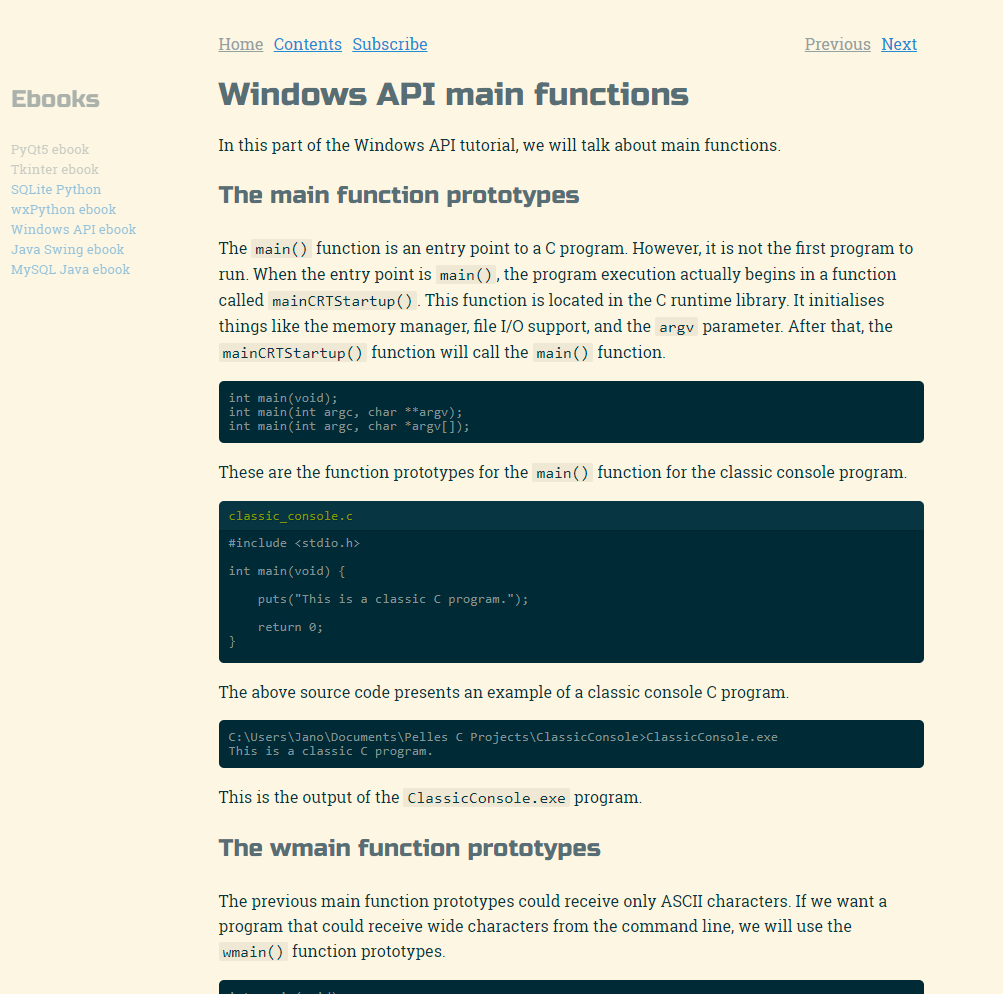 Home Contents Subscribe Previous Next
Ebooks
PyQt5 ebook
Tkinter ebook
SQLite Python
wxPython ebook
Windows API ebook
Java Swing ebook
MySQL Java ebook
Windows API main functions
In this part of the Windows API tutorial, we will talk about main functions.
The main function prototypes
The main() function is an entry point to a C program. However, it is not the first program to
run. When the entry point is main(), the program execution actually begins in a function
called mainCRTStartup(). This function is located in the C runtime library. It initialises
things like the memory manager, file I/O support, and the argv parameter. After that, the
mainCRTStartup() function will call the main() function.
int main(void);
int main(int argc, char **argv);
int main(int argc, char *argv[]);
These are the function prototypes for the main() function for the classic console program.
classic_console.c
#include <stdio.h>
int main(void) {
puts("This is a classic C program.");
return 0;
}
The above source code presents an example of a classic console C program.
C:\Users\Jano\Documents\Pelles C Projects\ClassicConsole>ClassicConsole.exe
This is a classic C program.
This is the output of the ClassicConsole.exe program.
The wmain function prototypes
The previous main function prototypes could receive only ASCII characters. If we want a
program that could receive wide characters from the command line, we will use the
wmain() function prototypes.